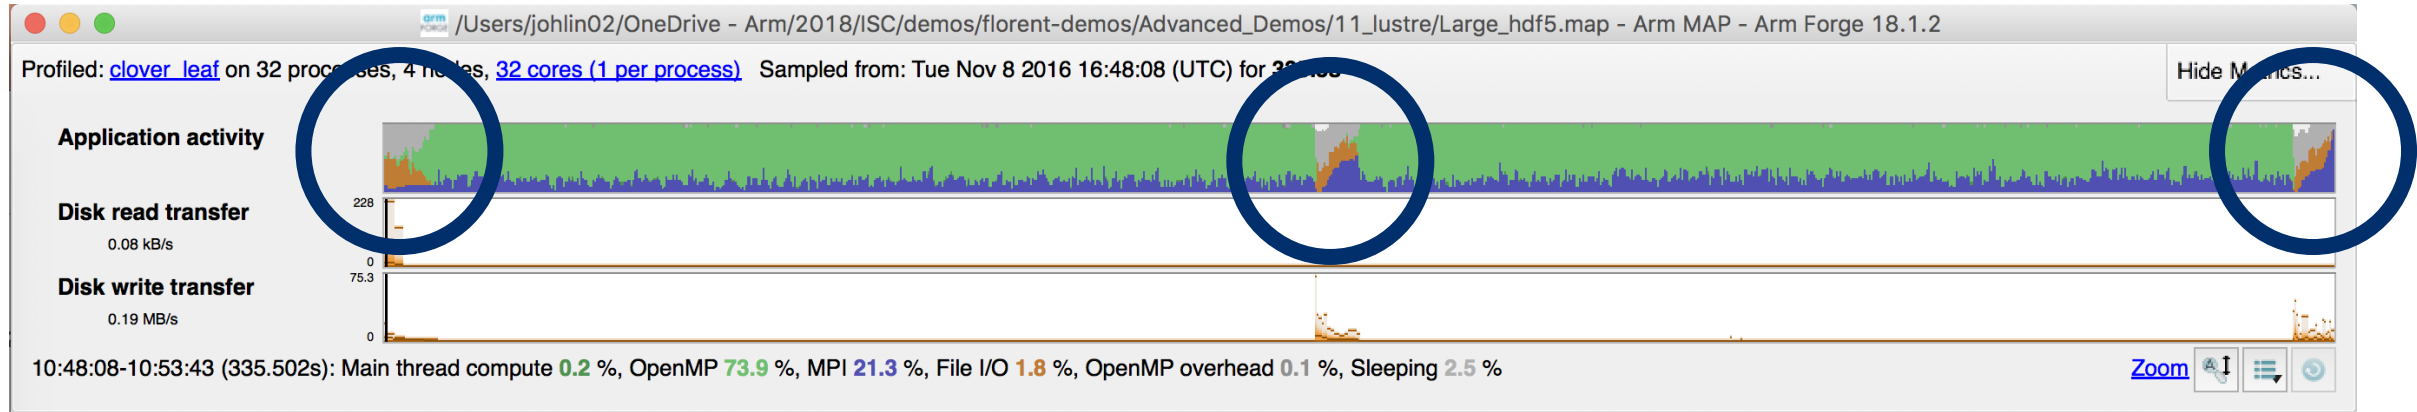 arm FORGE /Users/johlin02/OneDrive - Arm/2018/ISC/demos/florent-demos/Advanced_Demos/11_lustre/Large_hdf5.map - Arm MAP - Arm Forge 18.1.2
Profiled: clover_leaf on 32 processes, 4 nodes, 32 cores (1 per process) Sampled from: Tue Nov 8 2016 16:48:08 (UTC) for
Hide Metrics...
Application activity
Disk read transfer
0.08 kB/s
228
0
Disk write transfer
0.19 MB/s
75.3
0
10:48:08-10:53:43 (335.502s): Main thread compute 0.2 %, OpenMP 73.9 %, MPI 21.3 %, File I/O 1.8 %, OpenMP overhead 0.1 %, Sleeping 2.5 %
Zoom